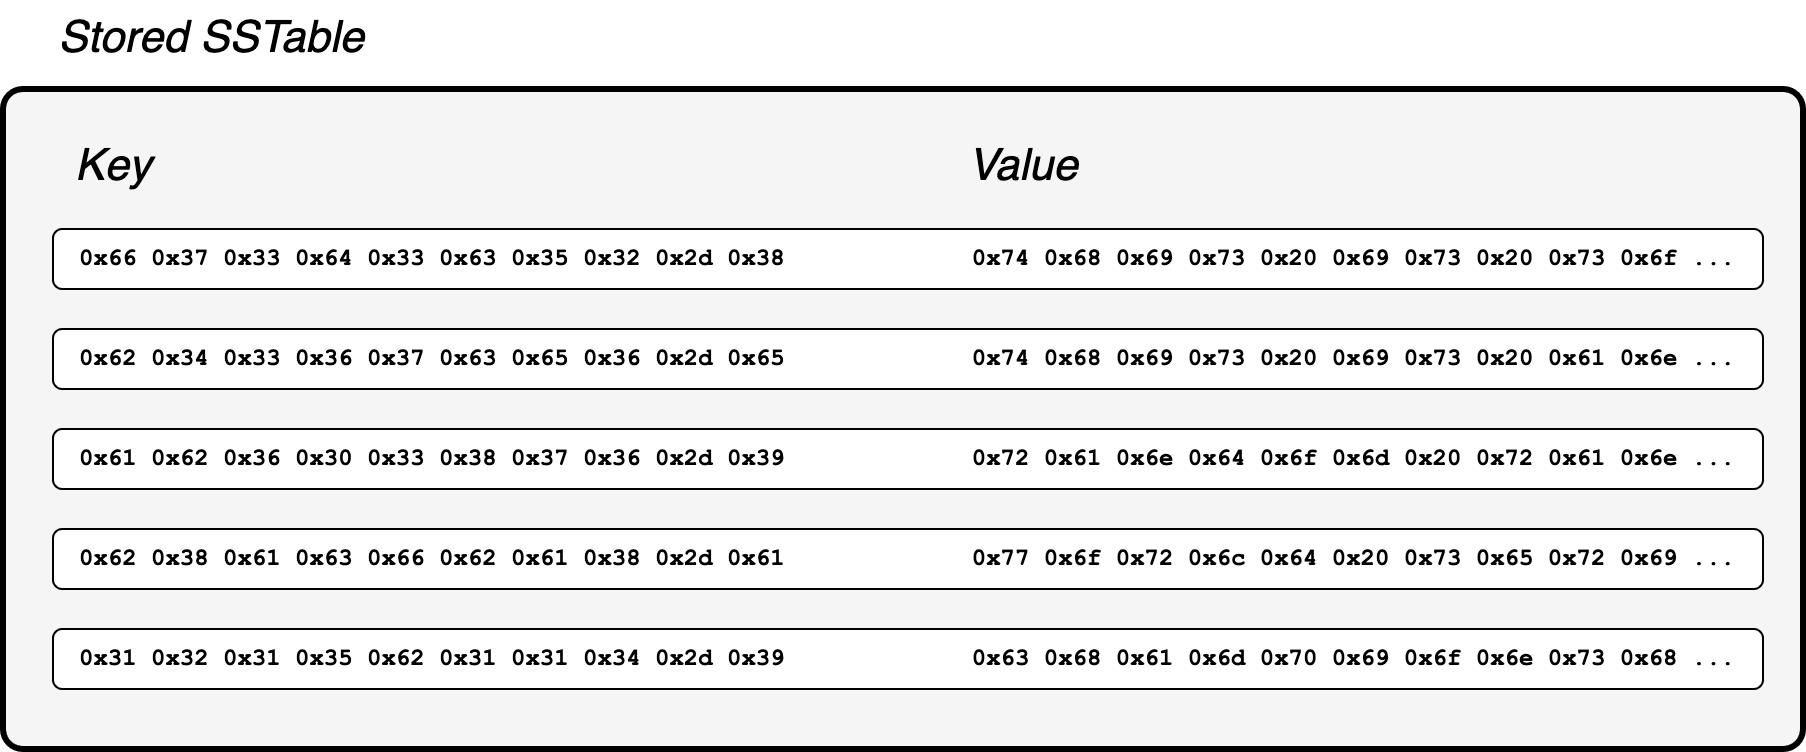 Stored SSTable
Key Value
0x66 0x37 0x33 0x64 0x33 0x63 0x35 0x32 0x2d 0x38 0x74 0x68 0x69 0x73 0x20 0x69 0x73 0x20 0x73 0x6f ...
0x62 0x34 0x33 0x36 0x37 0x63 0x65 0x36 0x2d 0x65 0x74 0x68 0x69 0x73 0x20 0x69 0x73 0x20 0x61 0x6e ...
0x61 0x62 0x36 0x30 0x33 0x38 0x37 0x36 0x2d 0x39 0x72 0x61 0x6e 0x64 0x6f 0x6d 0x20 0x72 0x61 0x6e ...
0x62 0x38 0x61 0x63 0x66 0x62 0x61 0x38 0x2d 0x61 0x77 0x6f 0x72 0x6c 0x64 0x20 0x73 0x65 0x72 0x69 ...
0x31 0x32 0x31 0x35 0x62 0x31 0x31 0x34 0x2d 0x39 0x63 0x68 0x61 0x6d 0x70 0x69 0x6f 0x6e 0x73 0x68 ...